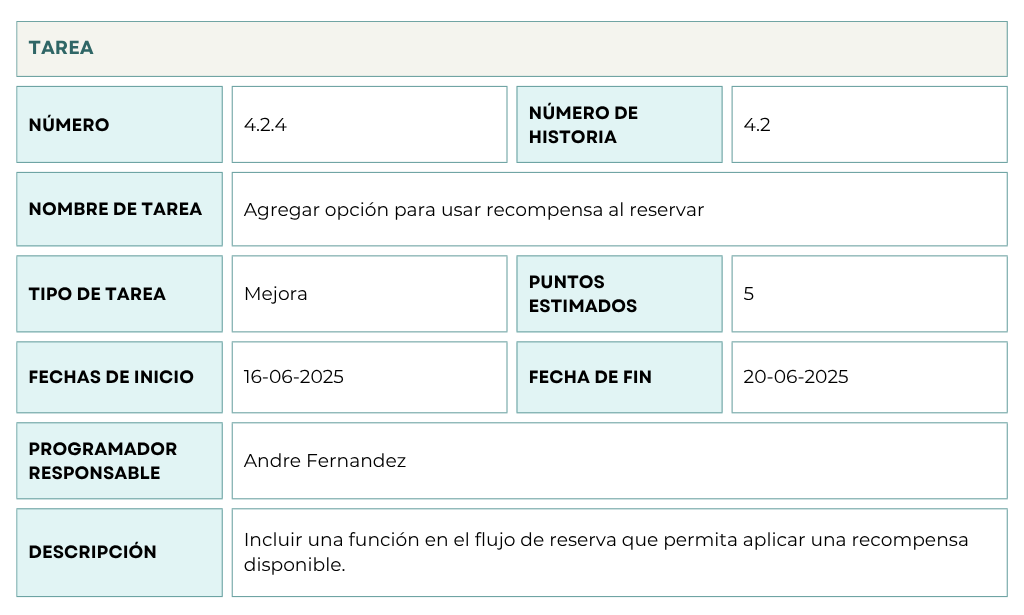 TAREA
NÚMERO
4.2.4
NÚMERO DE
HISTORIA
4.2
NOMBRE DE TAREA
Agregar opción para usar recompensa al reservar
TIPO DE TAREA
Mejora
PUNTOS
ESTIMADOS
5
FECHAS DE INICIO
16-06-2025
FECHA DE FIN
20-06-2025
PROGRAMADOR
RESPONSABLE
Andre Fernandez
DESCRIPCIÓN
Incluir una función en el flujo de reserva que permita aplicar una recompensa
disponible.